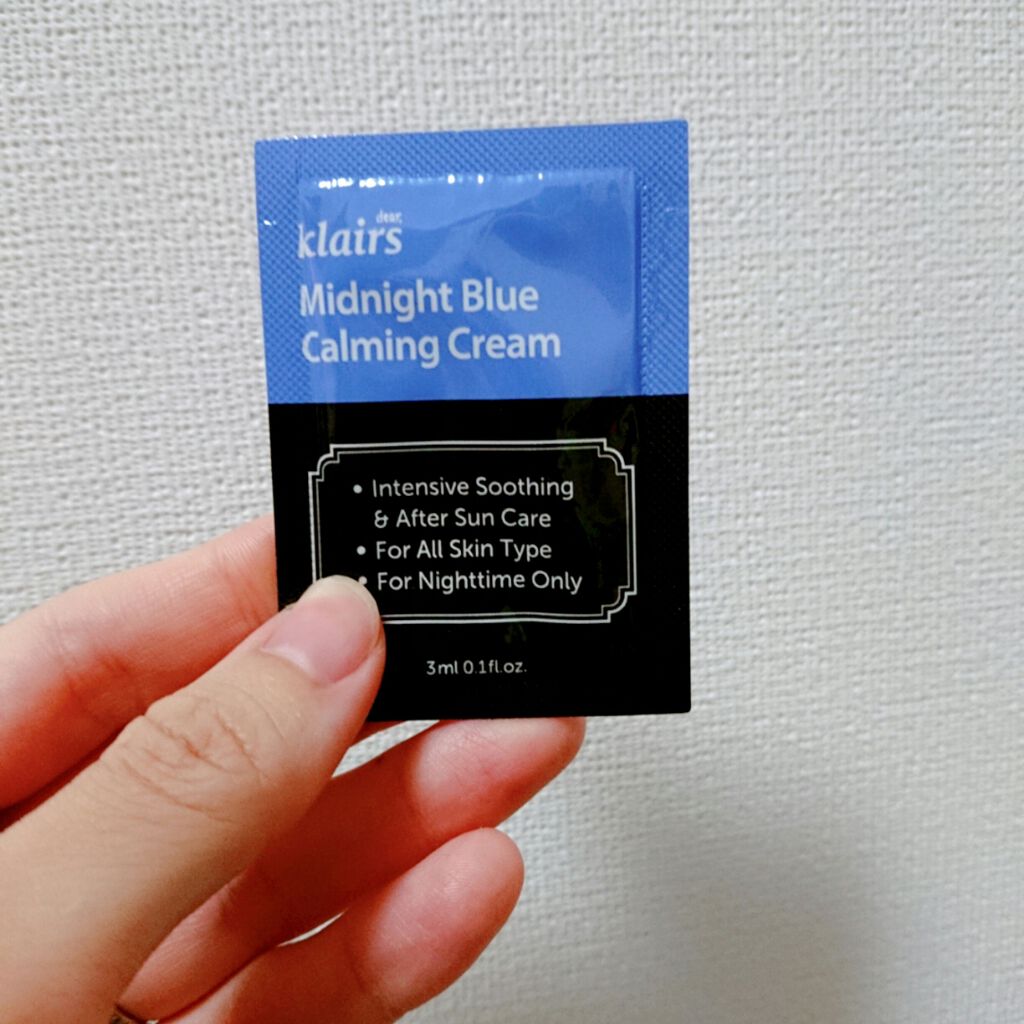 dear,
klairs
Midnight Blue
Calming Cream
• Intensive Soothing
& After Sun Care
• For All Skin Type
• For Nighttime Only
3ml 0.1fl.oz.